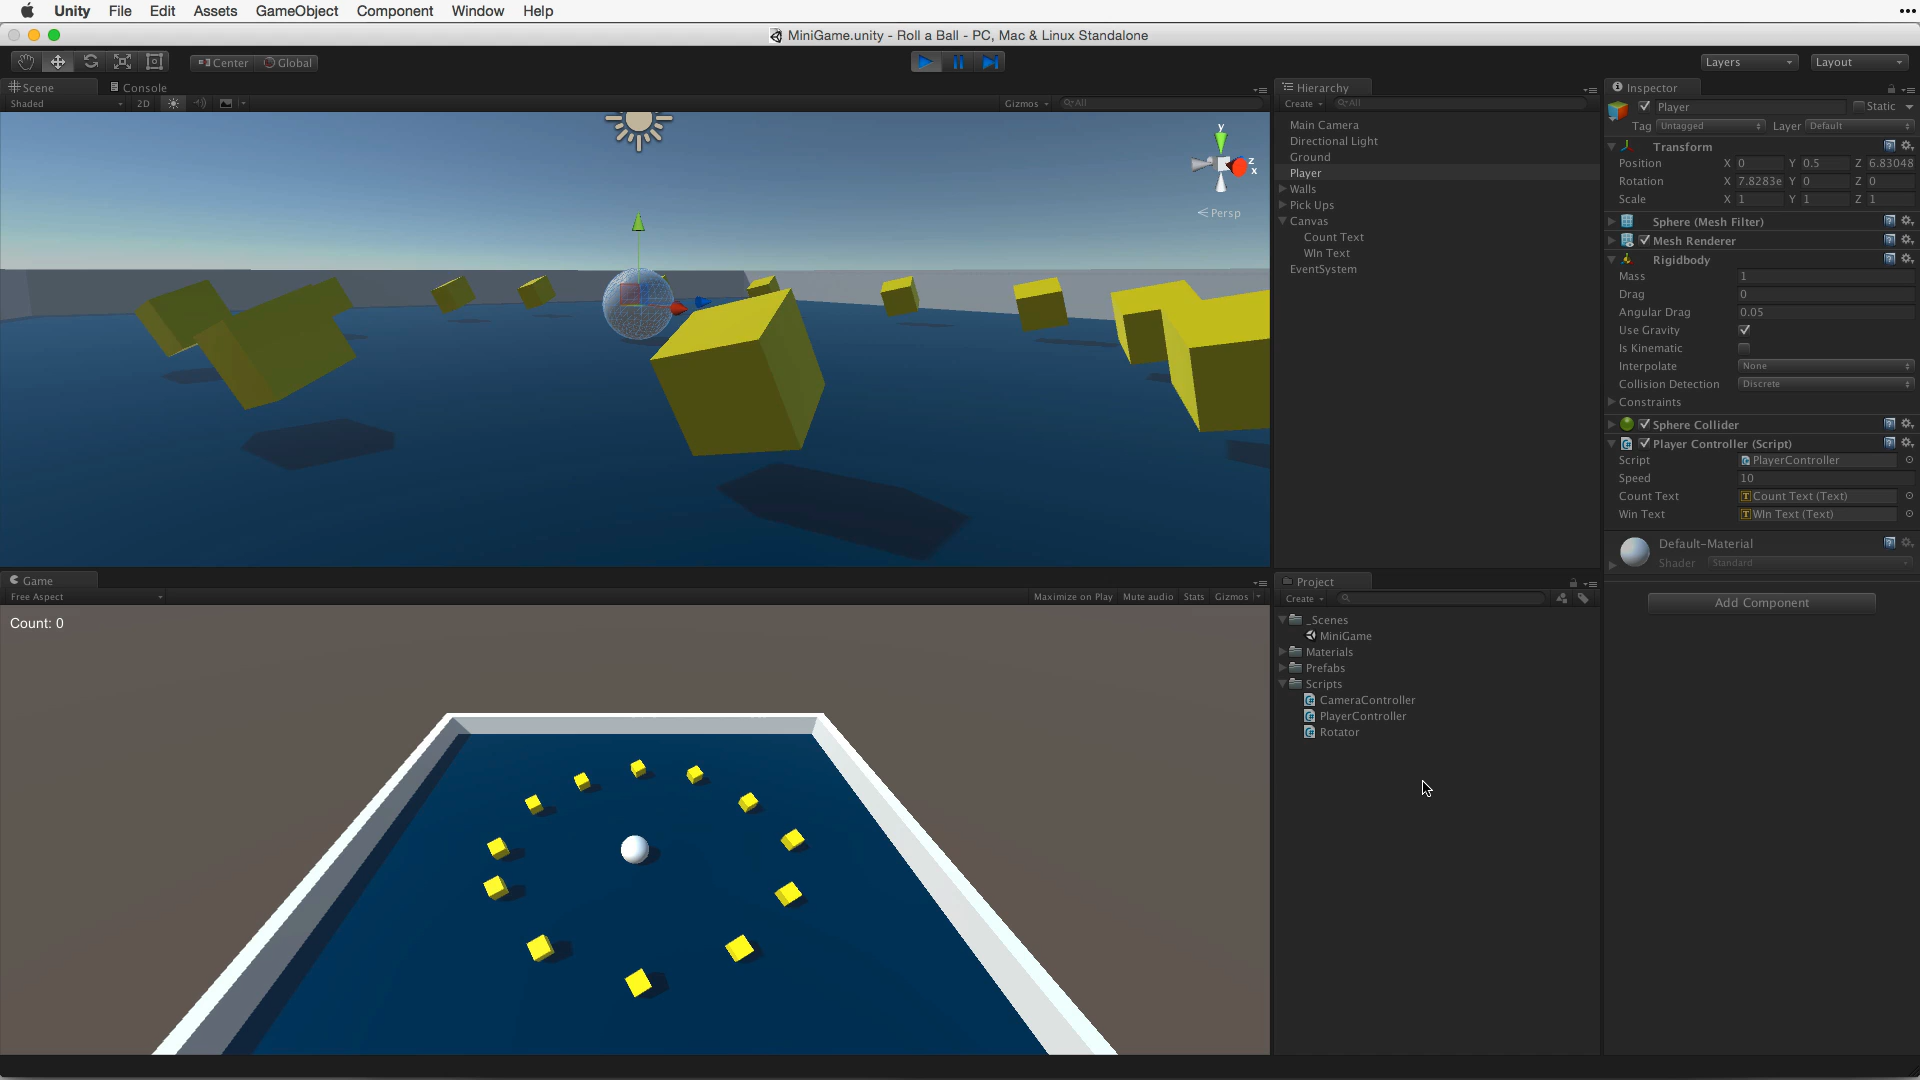 Unity File Edit Assets GameObject Component Window Help
MiniGame.unity - Roll a Ball - PC, Mac & Linux Standalone
Center Global Layers Layout
Scene Console
Shaded 2D Gizmos All
y
z
x
Persp
Hierarchy
Create All
Main Camera
Directional Light
Ground
Player
Walls
Pick Ups
Canvas
Count Text
WIn Text
EventSystem
Inspector
Player Static
Tag Untagged Layer Default
Transform
Position X 0 Y 0.5 Z 6.83048
Rotation X 7.8283e Y 0 Z 0
Scale X 1 Y 1 Z 1
Sphere (Mesh Filter)
Mesh Renderer
Rigidbody
Mass 1
Drag 0
Angular Drag 0.05
Use Gravity
Is Kinematic
Interpolate None
Collision Detection Discrete
Constraints
Sphere Collider
Player Controller (Script)
Script PlayerController
Speed 10
Count Text Count Text (Text)
Win Text WIn Text (Text)
Default-Material
Shader Standard
Add Component
Game
Free Aspect Maximize on Play Mute audio Stats Gizmos
Count: 0
Project
Create
_Scenes
MiniGame
Materials
Prefabs
Scripts
CameraController
PlayerController
Rotator